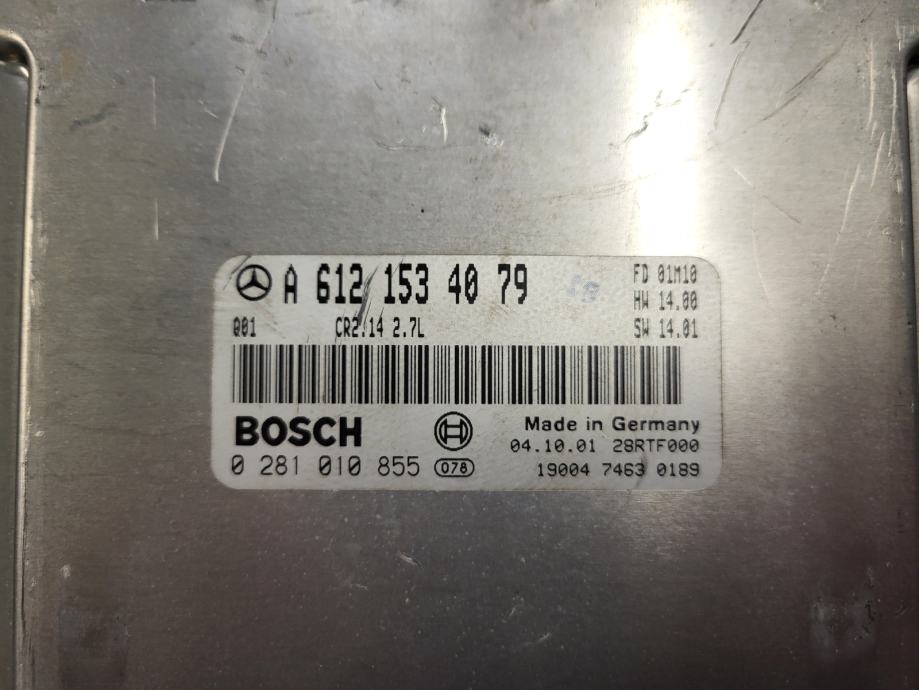 A 612 153 40 79
FD 01M10
HW 14.00
Q01 CR2.14 2.7L SW 14.01
BOSCH
Made in Germany
04.10.01 28RTF000
0 281 010 855 078
19004 7463 0189